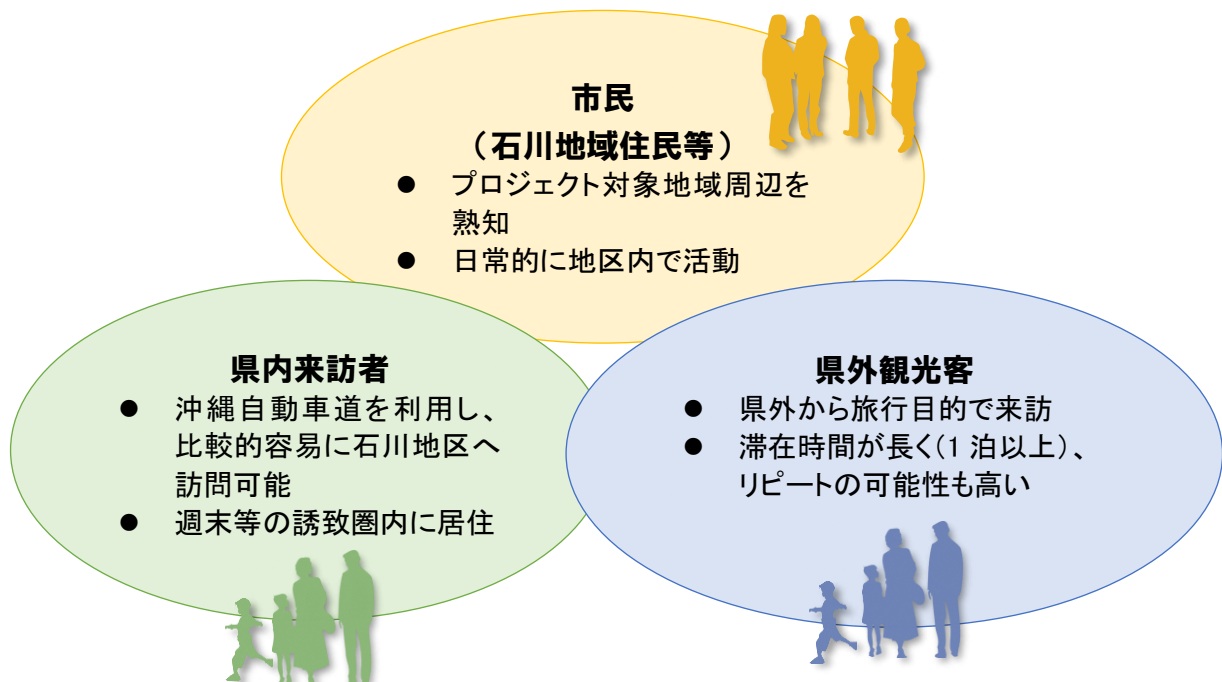 市民
（石川地域住民等）
● プロジェクト対象地域周辺を
熟知
● 日常的に地区内で活動
県内来訪者
● 沖縄自動車道を利用し、
比較的容易に石川地区へ
訪問可能
● 週末等の誘致圏内に居住
県外観光客
● 県外から旅行目的で来訪
● 滞在時間が長く(1 泊以上)、
リピートの可能性も高い